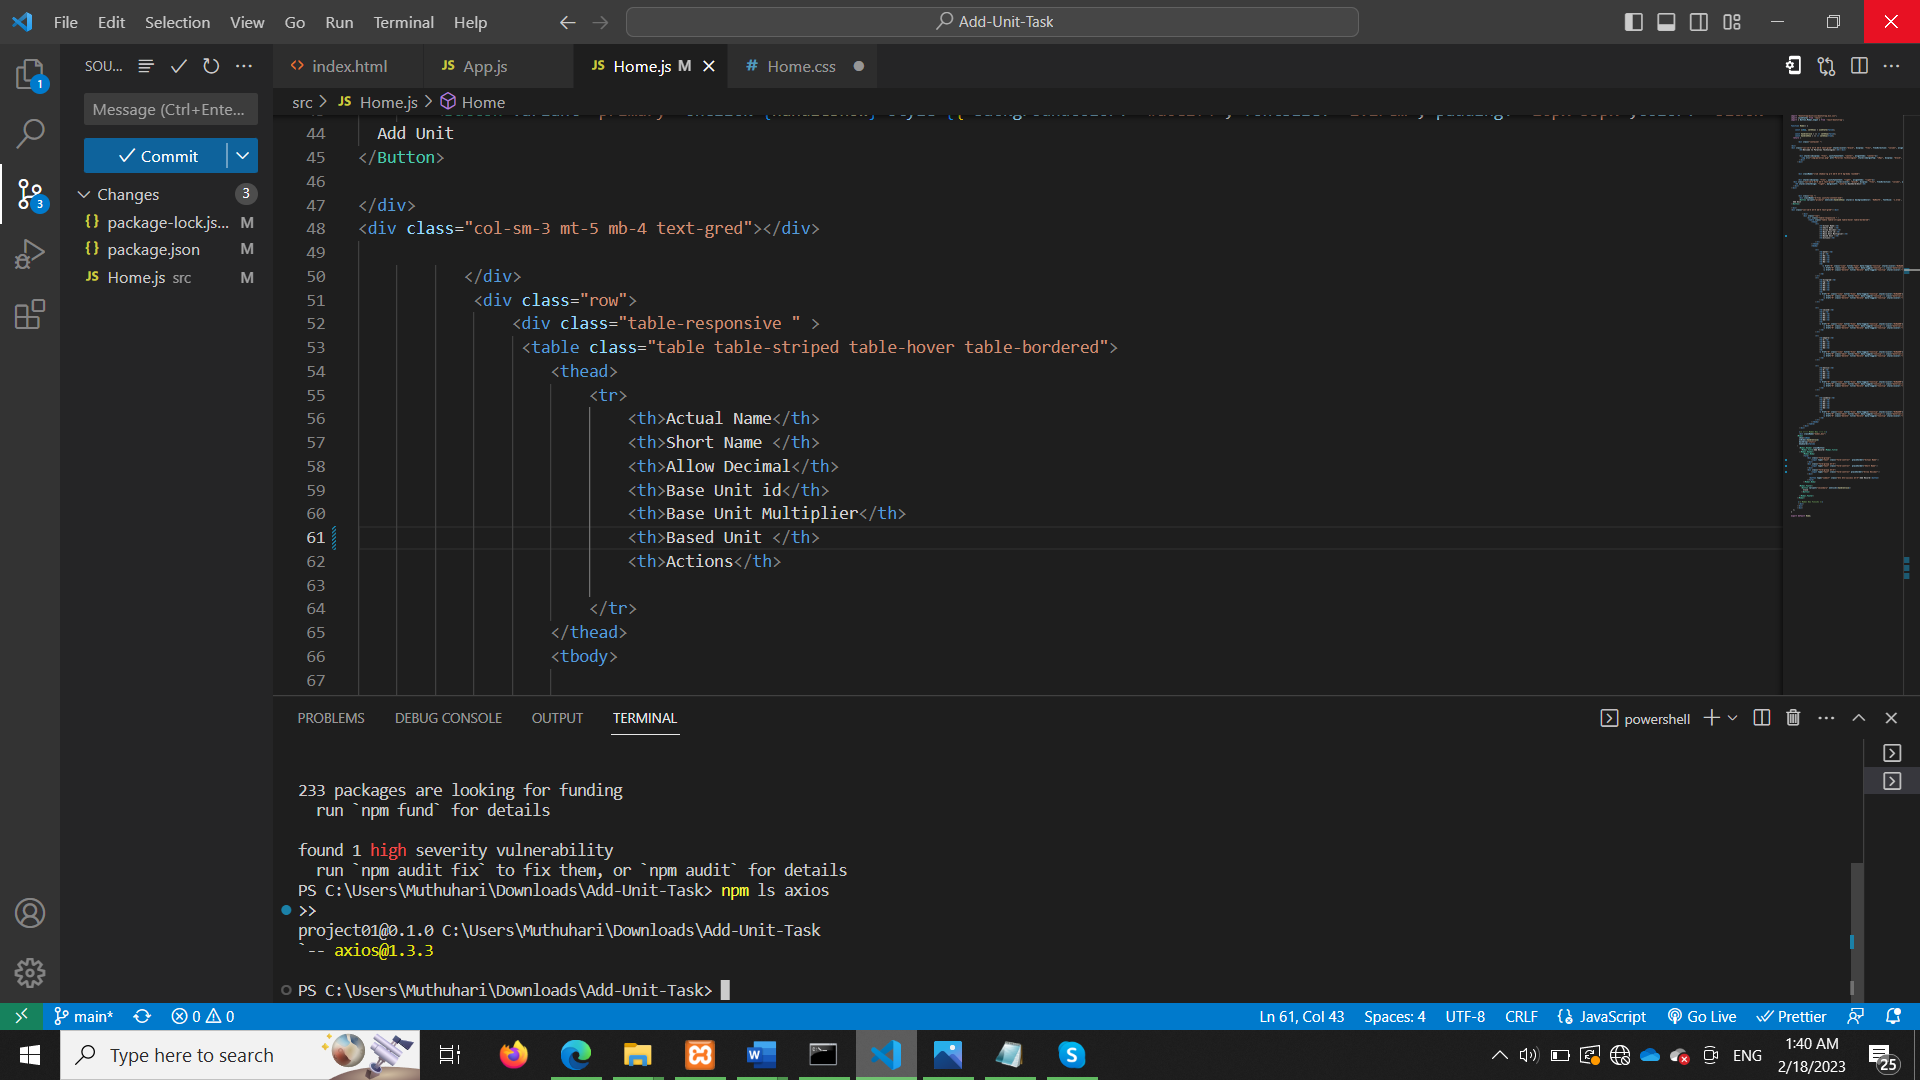 File Edit Selection View Go Run Terminal Help
Add-Unit-Task
SOU...
index.html
App.js
Home.js M
Home.css
Message (Ctrl+Ente...
Commit
Changes 3
package-lock.js... M
package.json M
Home.js src M
src > Home.js > Home
44 Add Unit
45 </Button>
46
47 </div>
48 <div class="col-sm-3 mt-5 mb-4 text-gred"></div>
49
50 </div>
51 <div class="row">
52 <div class="table-responsive " >
53 <table class="table table-striped table-hover table-bordered">
54 <thead>
55 <tr>
56 <th>Actual Name</th>
57 <th>Short Name </th>
58 <th>Allow Decimal</th>
59 <th>Base Unit id</th>
60 <th>Base Unit Multiplier</th>
61 <th>Based Unit </th>
62 <th>Actions</th>
63
64 </tr>
65 </thead>
66 <tbody>
67
PROBLEMS DEBUG CONSOLE OUTPUT TERMINAL
powershell
233 packages are looking for funding
run `npm fund` for details
found 1 high severity vulnerability
run `npm audit fix` to fix them, or `npm audit` for details
PS C:\Users\Muthuhari\Downloads\Add-Unit-Task> npm ls axios
>>
project01@0.1.0 C:\Users\Muthuhari\Downloads\Add-Unit-Task
`-- axios@1.3.3
PS C:\Users\Muthuhari\Downloads\Add-Unit-Task>
main* 0 0
Ln 61, Col 43 Spaces: 4 UTF-8 CRLF {} JavaScript Go Live Prettier
Type here to search
ENG
1:40 AM
2/18/2023
25